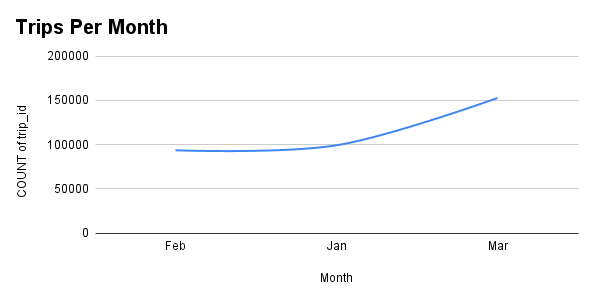 Trips Per Month
200000
150000
100000
50000
0
COUNT of trip_id
Feb Jan Mar
Month